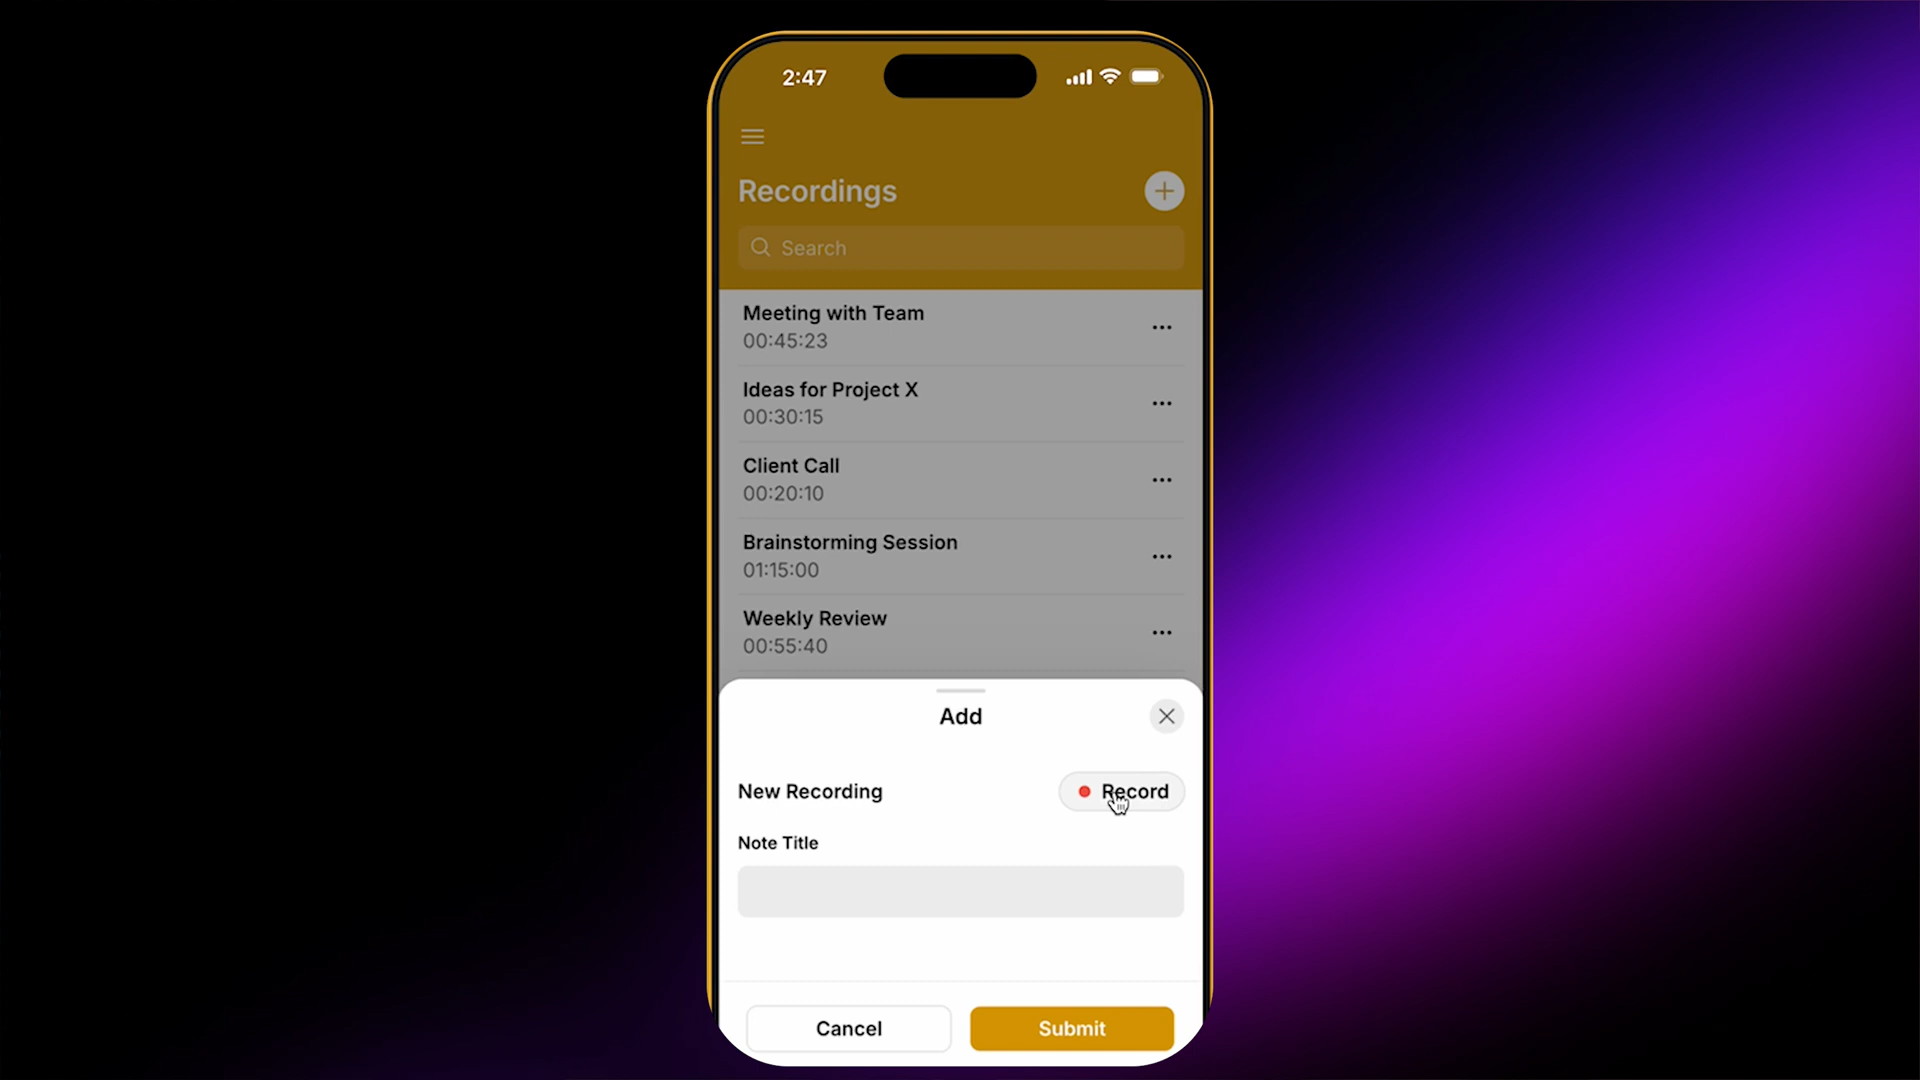 2:47
Recordings
Search
Meeting with Team
00:45:23
Ideas for Project X
00:30:15
Client Call
00:20:10
Brainstorming Session
01:15:00
Weekly Review
00:55:40
Add
New Recording
Record
Note Title
Cancel
Submit